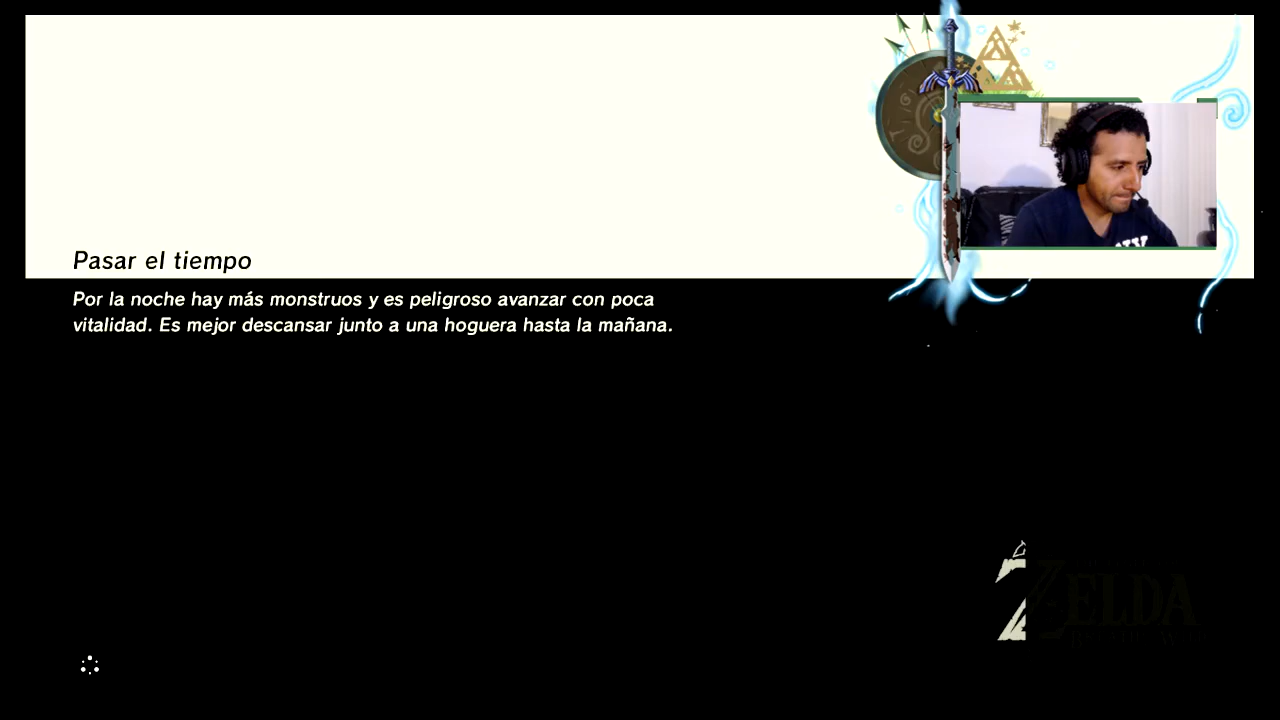 Pasar el tiempo
Por la noche hay más monstruos y es peligroso avanzar con poca
vitalidad. Es mejor descansar junto a una hoguera hasta la mañana.
ZELDA